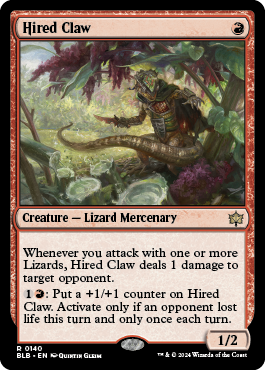 Hired Claw
Creature — Lizard Mercenary
Whenever you attack with one or more
Lizards, Hired Claw deals 1 damage to
target opponent.
1 : Put a +1/+1 counter on Hired
Claw. Activate only if an opponent lost
life this turn and only once each turn.
1/2
R 0140
BLB • EN Quintin Gleim
™ & © 2024 Wizards of the Coast